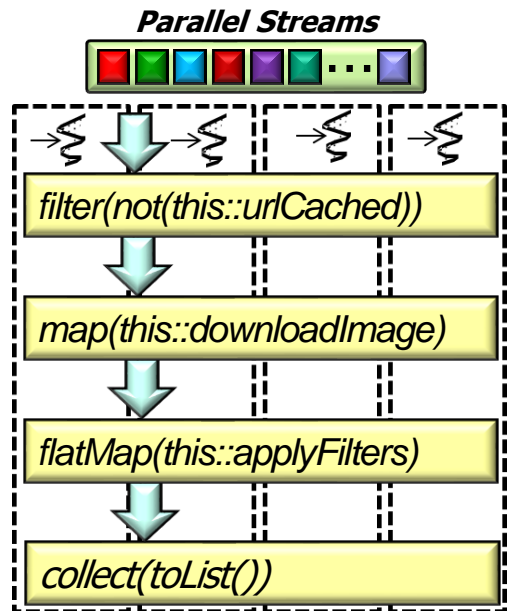 Parallel Streams
filter(not(this::urlCached))
map(this::downloadImage)
flatMap(this::applyFilters)
collect(toList())